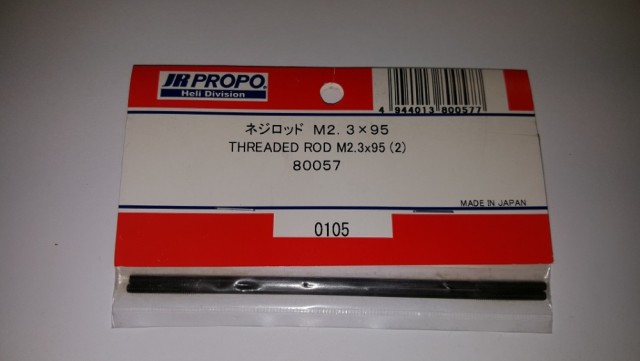 JR PROPO®
Heli Division
4 944013 800577
ネジロッド M2. 3×95
THREADED ROD M2.3x95 (2)
80057
MADE IN JAPAN
0105